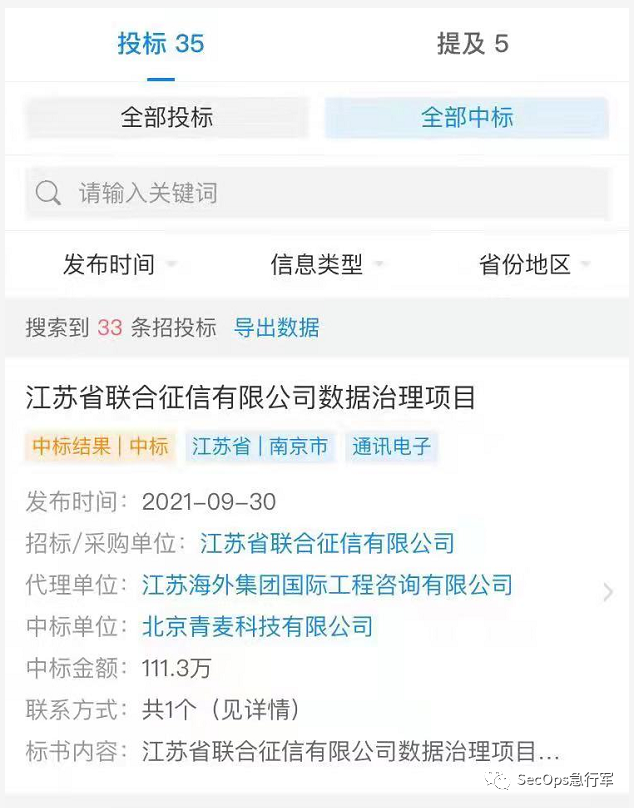 投标 35 提及 5
全部投标 全部中标
请输入关键词
发布时间 信息类型 省份地区
搜索到 33 条招投标 导出数据
江苏省联合征信有限公司数据治理项目
中标结果 | 中标 江苏省 | 南京市 通讯电子
发布时间: 2021-09-30
招标/采购单位: 江苏省联合征信有限公司
代理单位: 江苏海外集团国际工程咨询有限公司
中标单位: 北京青麦科技有限公司
中标金额: 111.3万
联系方式: 共1个（见详情）
标书内容: 江苏省联合征信有限公司数据治理项目...
SecOps急行军